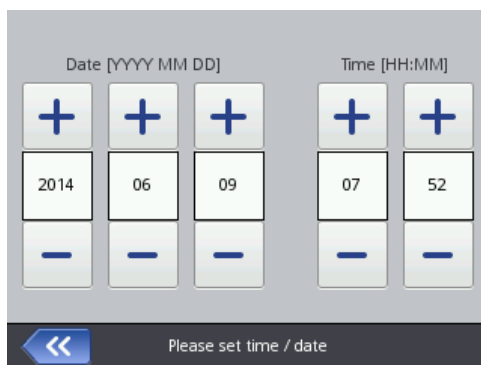 Date [YYYY MM DD] Time [HH:MM]
+ + + + +
2014 06 09 07 52
− − − − −
« Please set time / date